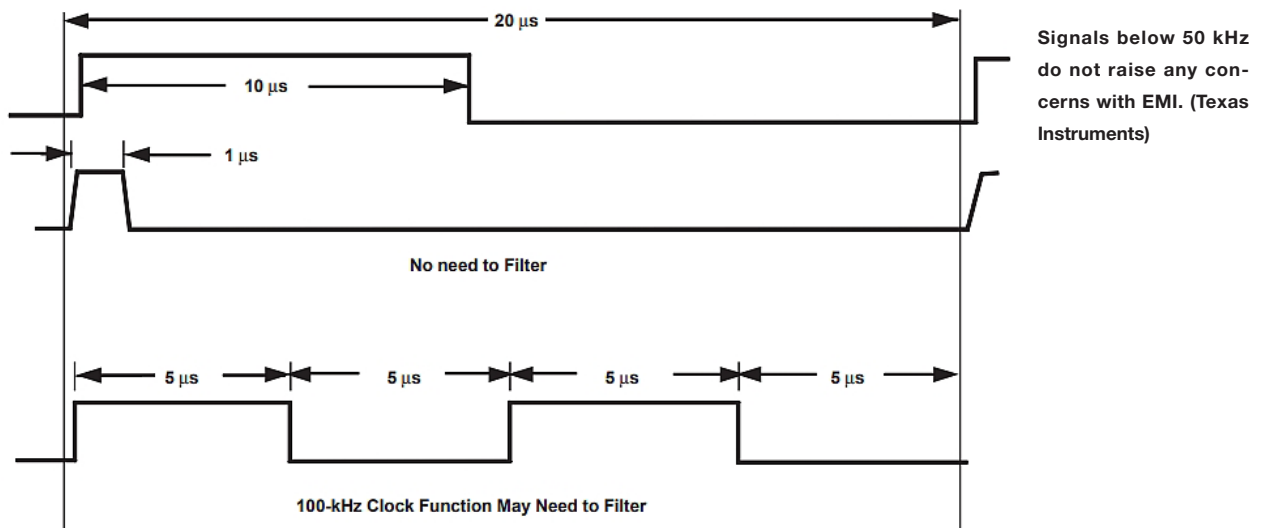 20 µs
10 µs
1 µs
No need to Filter
5 µs
5 µs
5 µs
5 µs
100-kHz Clock Function May Need to Filter
Signals below 50 kHz
do not raise any con-
cerns with EMI. (Texas
Instruments)